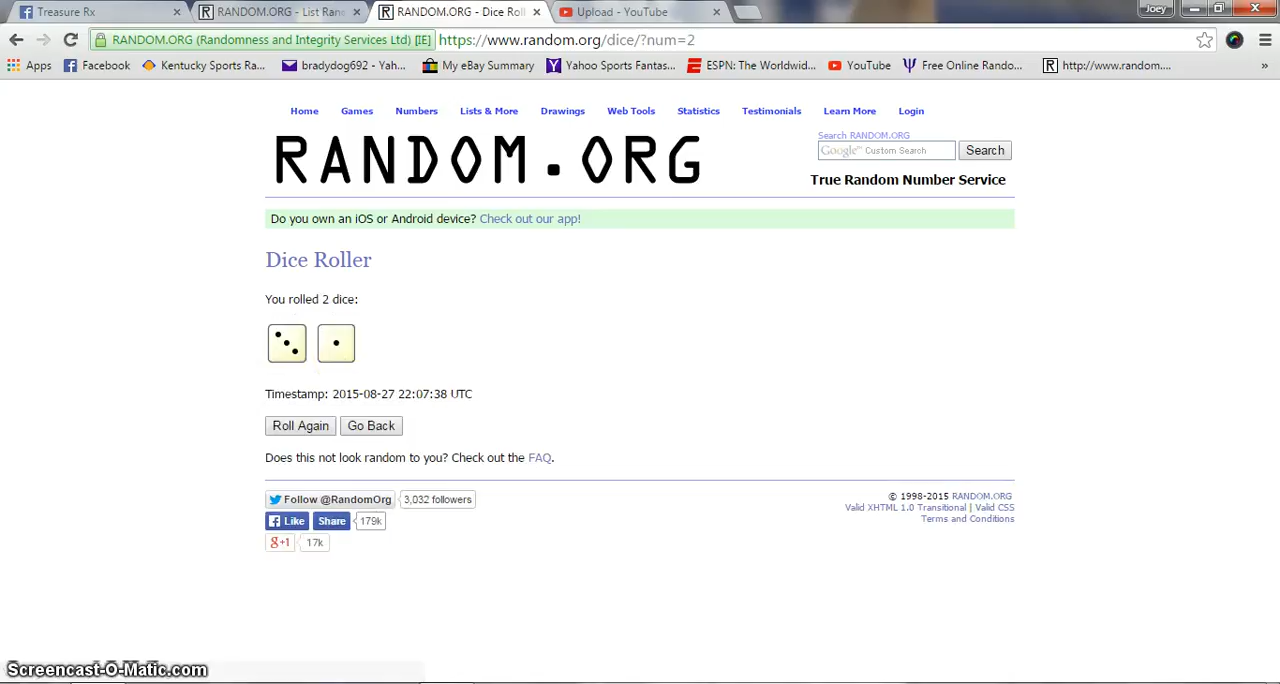 Treasure Rx
RANDOM.ORG - List Ran
RANDOM.ORG - Dice Roll
Upload - YouTube
Joey
RANDOM.ORG (Randomness and Integrity Services Ltd) [IE] https://www.random.org/dice/?num=2
Apps
Facebook
Kentucky Sports Ra...
bradydog692 - Yah...
My eBay Summary
Yahoo Sports Fantas...
ESPN: The Worldwid...
YouTube
Free Online Rando...
http://www.random....
»
Home Games Numbers Lists & More Drawings Web Tools Statistics Testimonials Learn More Login
RANDOM.ORG
Search RANDOM.ORG
Google™ Custom Search
Search
True Random Number Service
Do you own an iOS or Android device? Check out our app!
Dice Roller
You rolled 2 dice:
Timestamp: 2015-08-27 22:07:38 UTC
Roll Again Go Back
Does this not look random to you? Check out the FAQ.
Follow @RandomOrg 3,032 followers
Like Share 179k
g+1 17k
© 1998-2015 RANDOM.ORG
Valid XHTML 1.0 Transitional | Valid CSS
Terms and Conditions
Screencast-O-Matic.com